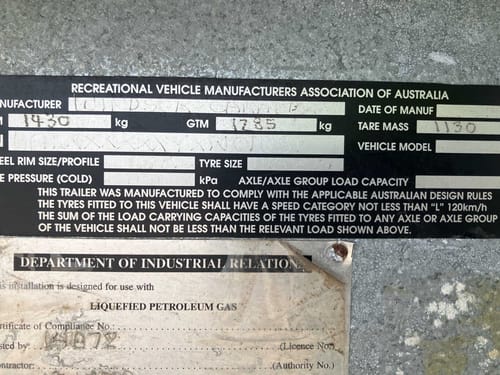 RECREATIONAL VEHICLE MANUFACTURERS ASSOCIATION OF AUSTRALIA
NUFACTURER DATE OF MANUF
M 1430 kg GTM 1785 kg TARE MASS 1130
N VEHICLE MODEL
EEL RIM SIZE/PROFILE TYRE SIZE
E PRESSURE (COLD) kPa AXLE/AXLE GROUP LOAD CAPACITY
THIS TRAILER WAS MANUFACTURED TO COMPLY WITH THE APPLICABLE AUSTRALIAN DESIGN RULES
THE TYRES FITTED TO THIS VEHICLE SHALL HAVE A SPEED CATEGORY NOT LESS THAN "L" 120km/h
THE SUM OF THE LOAD CARRYING CAPACITIES OF THE TYRES FITTED TO ANY AXLE OR AXLE GROUP
OF THE VEHICLE SHALL NOT BE LESS THAN THE RELEVANT LOAD SHOWN ABOVE.
DEPARTMENT OF INDUSTRIAL RELATION
is installation is designed for use with
LIQUEFIED PETROLEUM GAS
rtificate of Compliance No.:
sted by: (Licence No
ntractor: (Authority No.)